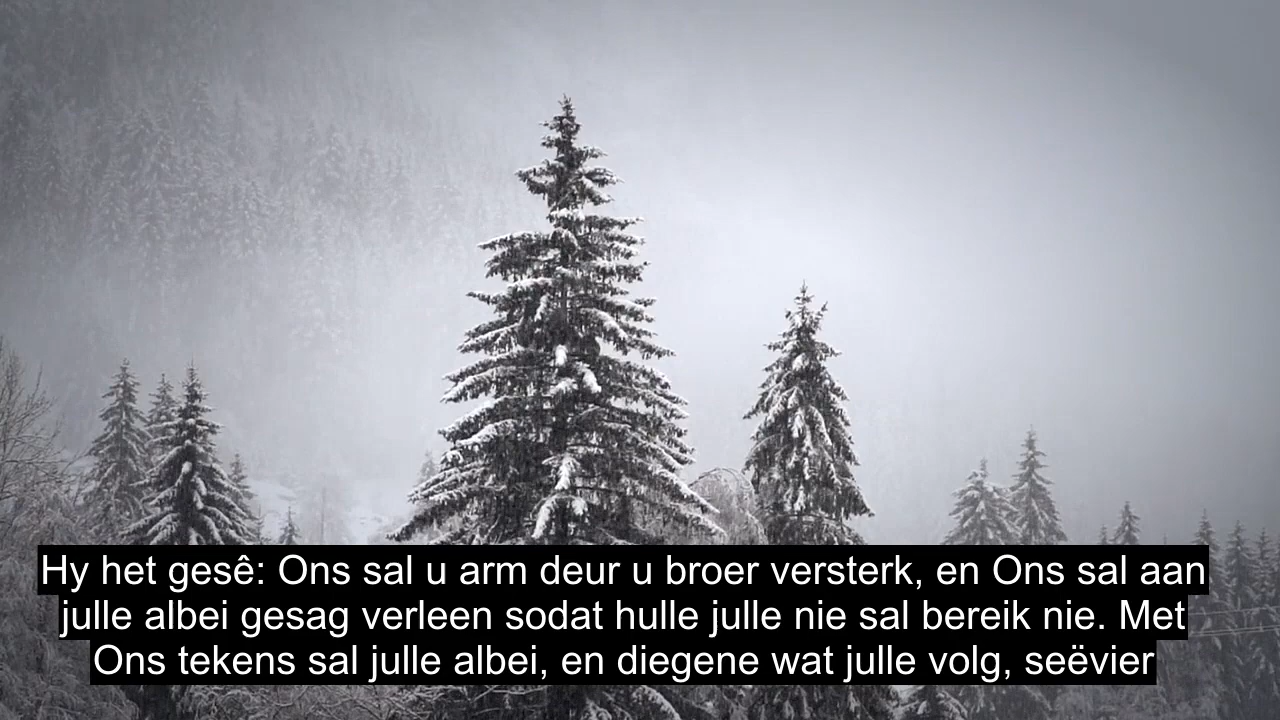 Hy het gesê: Ons sal u arm deur u broer versterk, en Ons sal aan
julle albei gesag verleen sodat hulle julle nie sal bereik nie. Met
Ons tekens sal julle albei, en diegene wat julle volg, seëvier